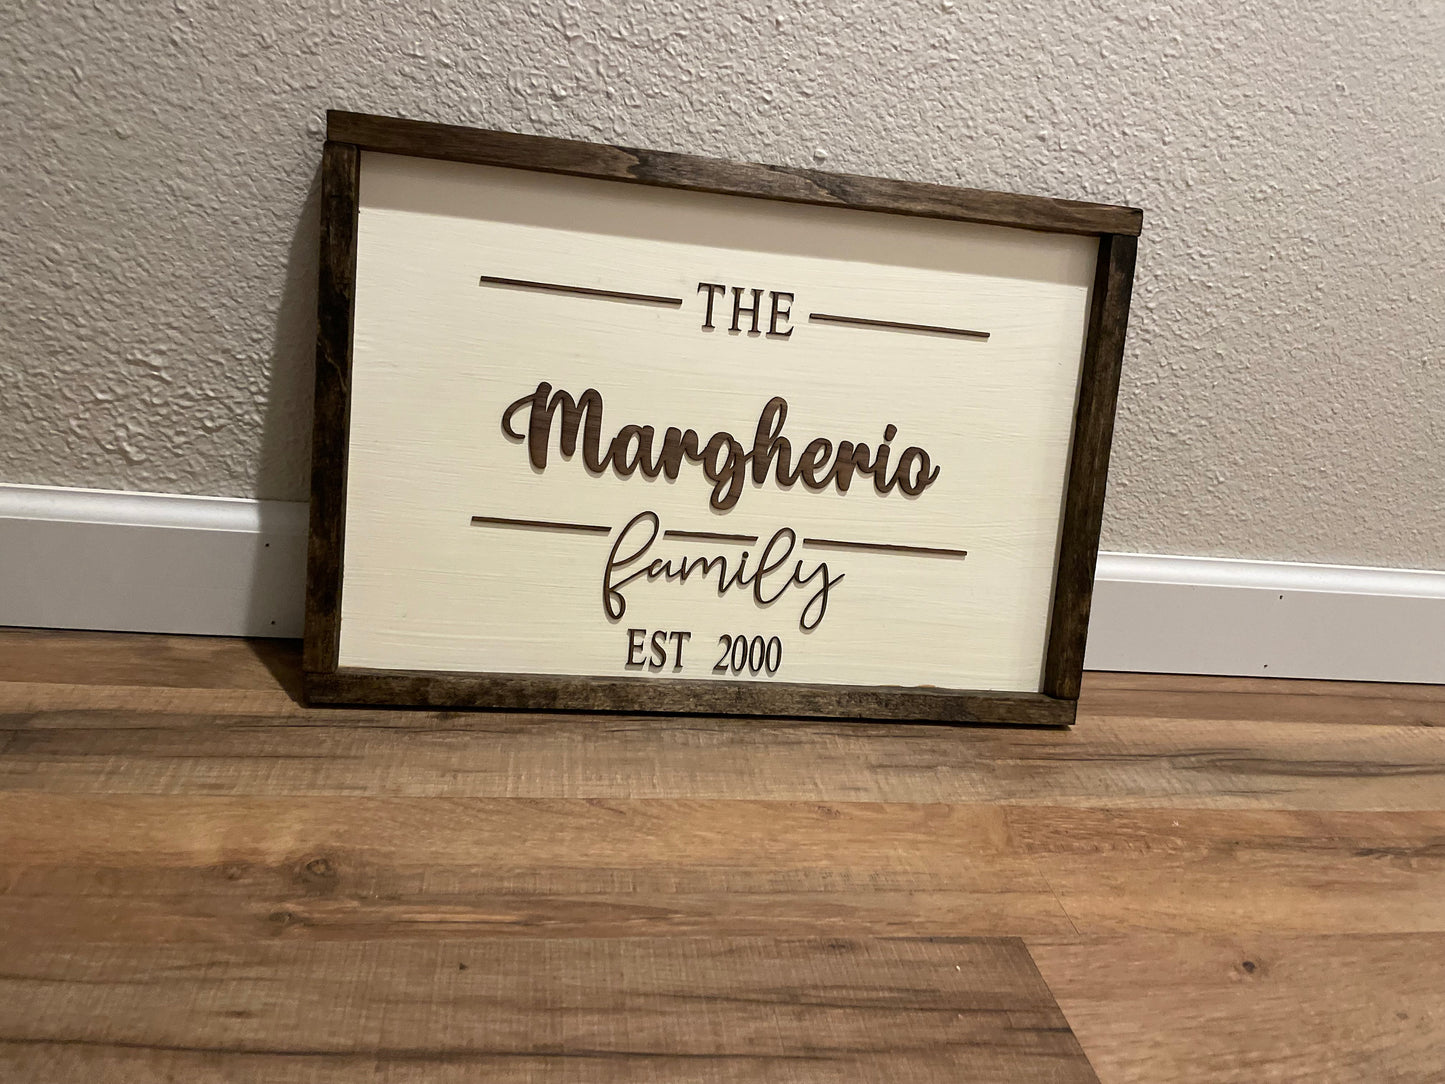 THE
Margherio
family
EST 2000